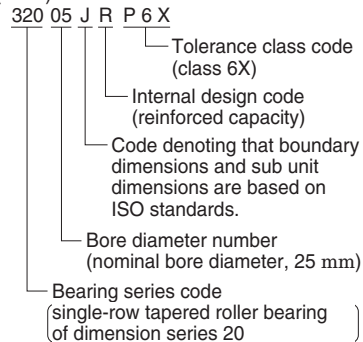 320 05 J R P 6 X
Tolerance class code
(class 6X)
Internal design code
(reinforced capacity)
Code denoting that boundary
dimensions and sub unit
dimensions are based on
ISO standards.
Bore diameter number
(nominal bore diameter, 25 mm)
Bearing series code
(single-row tapered roller bearing
of dimension series 20)